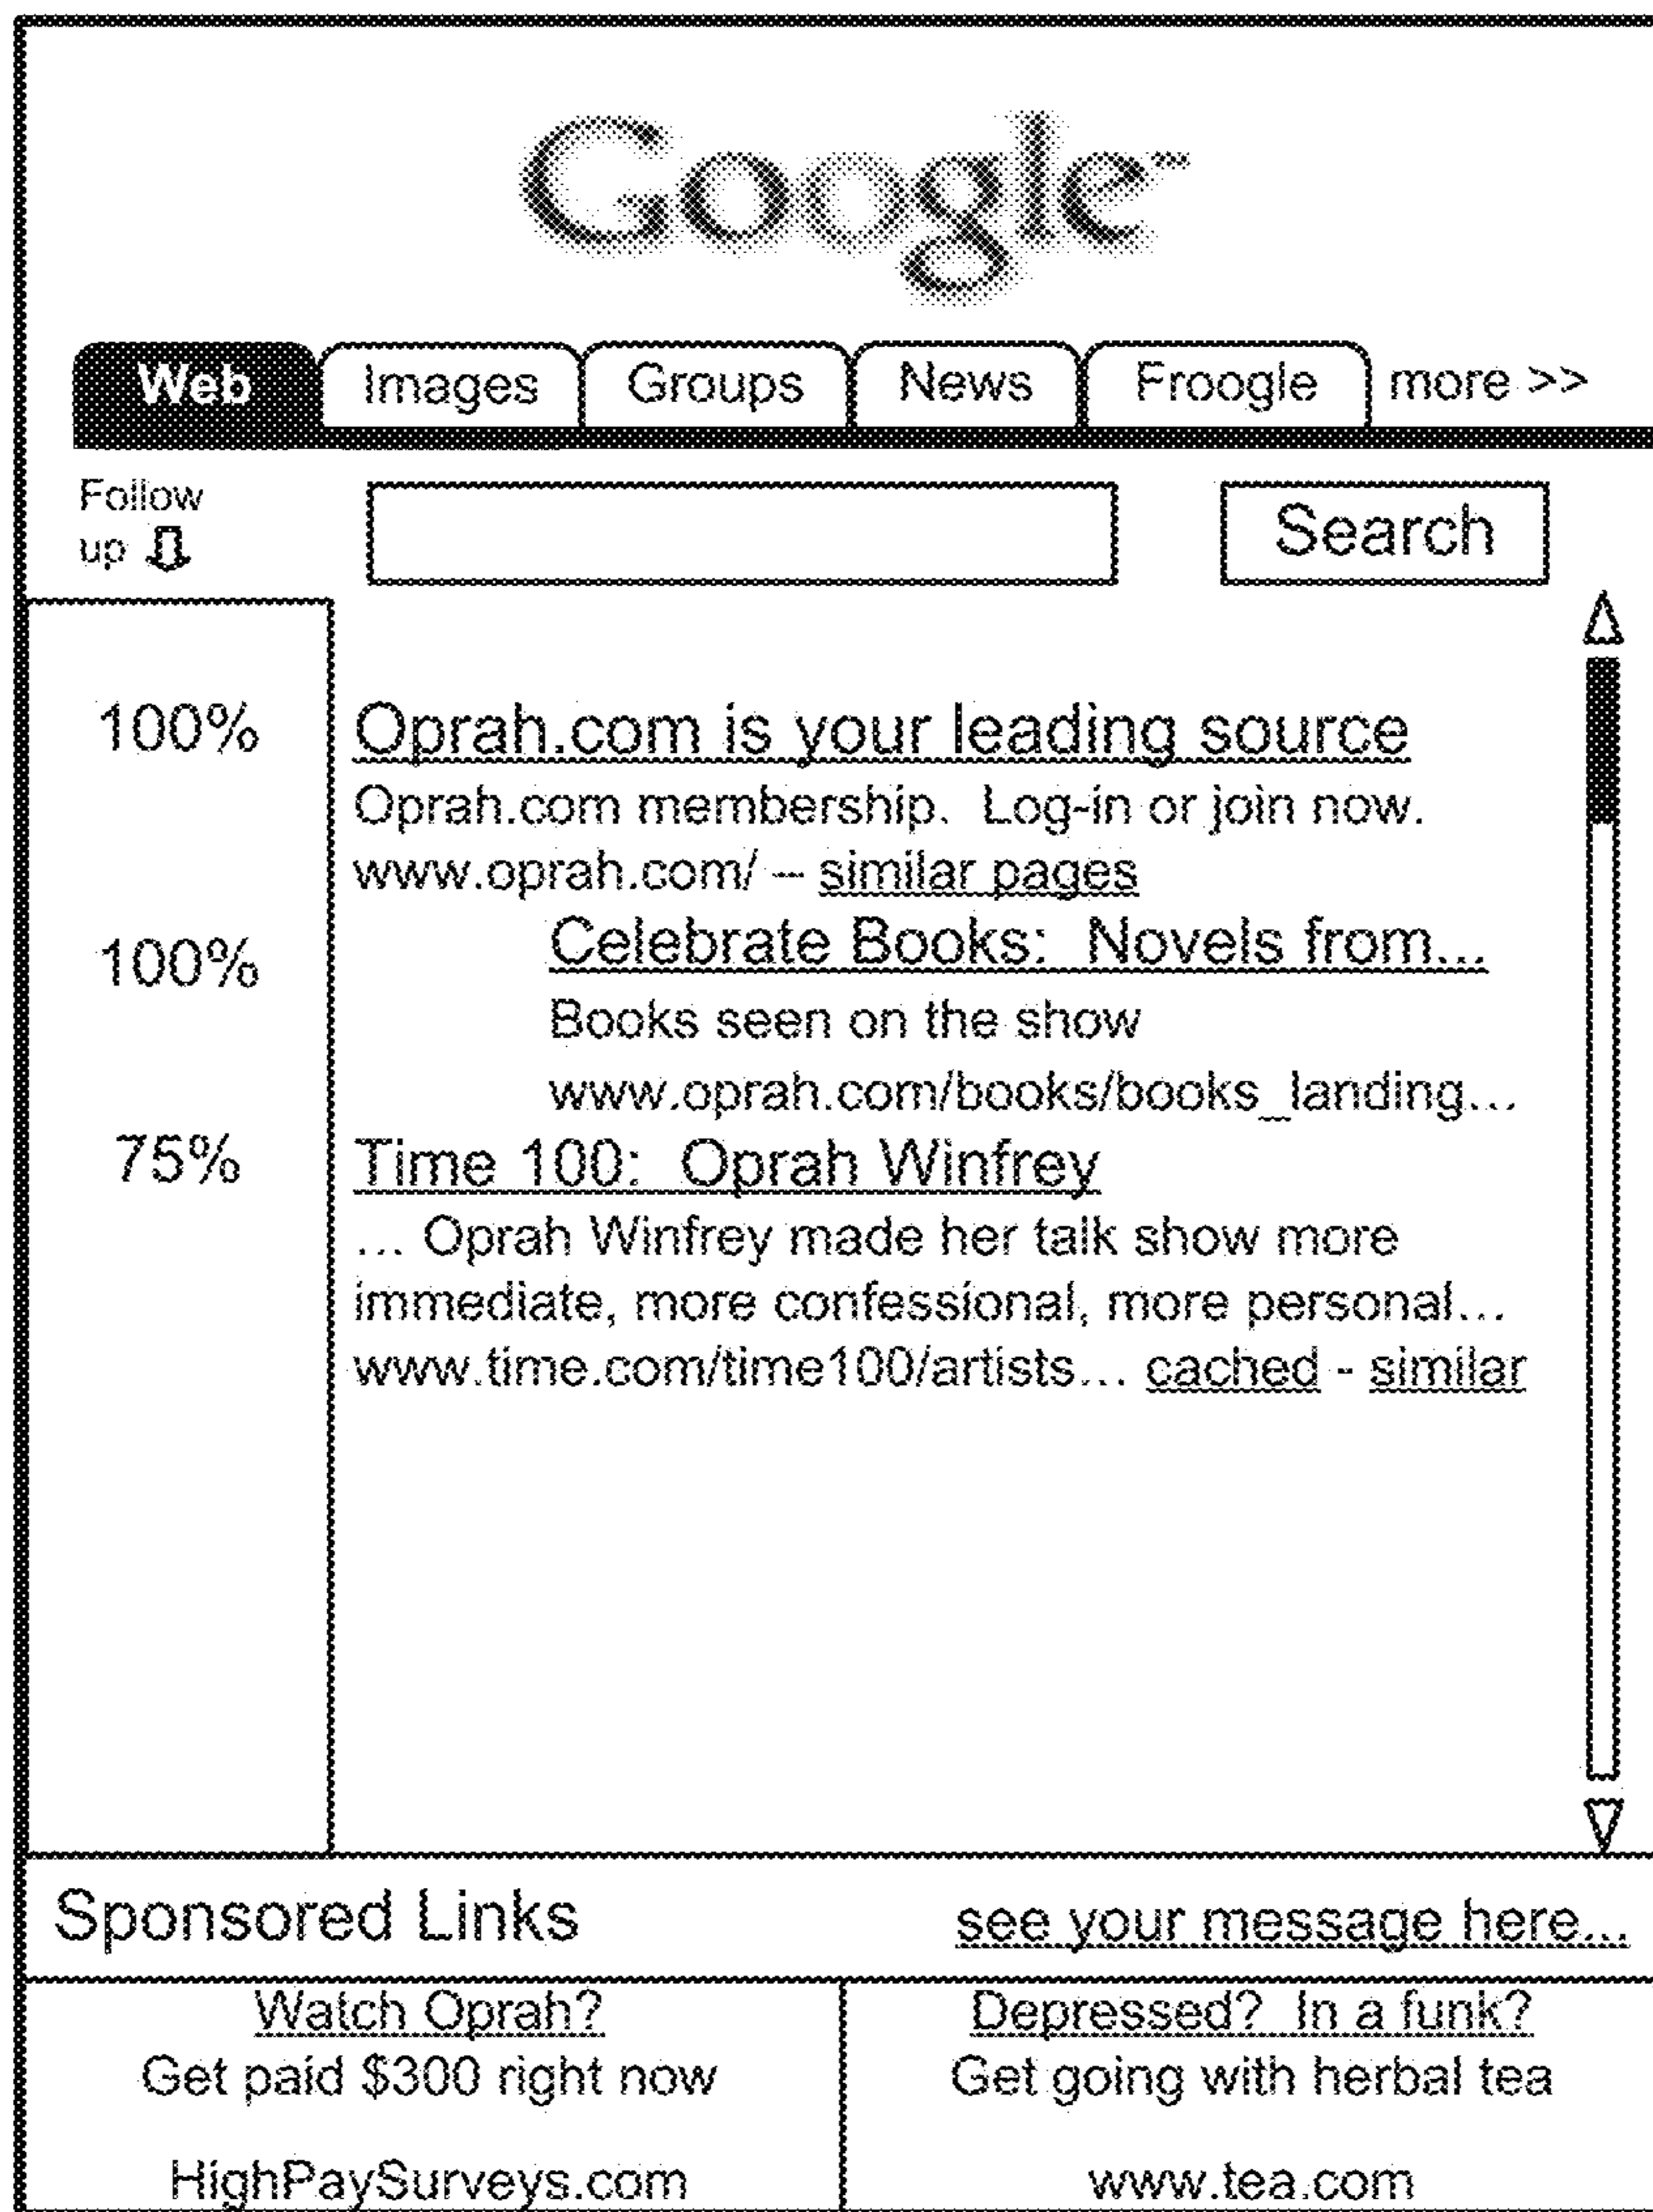 Google™
Web Images Groups News Froogle more >>
Follow
up
Search
100% Oprah.com is your leading source
Oprah.com membership. Log-in or join now.
www.oprah.com/ – similar pages
100% Celebrate Books: Novels from...
Books seen on the show
www.oprah.com/books/books_landing...
75% Time 100: Oprah Winfrey
... Oprah Winfrey made her talk show more
immediate, more confessional, more personal...
www.time.com/time100/artists... cached - similar
Sponsored Links see your message here...
Watch Oprah? Depressed? In a funk?
Get paid $300 right now Get going with herbal tea
HighPaySurveys.com www.tea.com